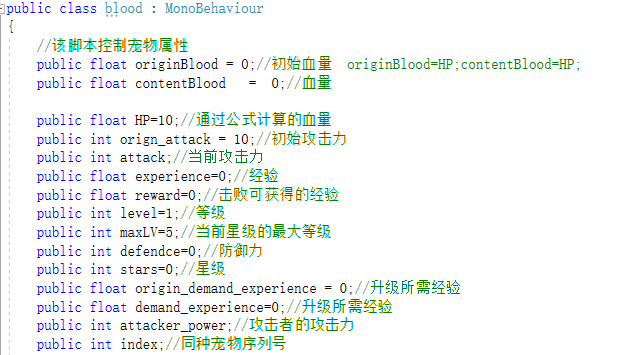 public class blood : MonoBehaviour
{
//该脚本控制宠物属性
public float originBlood = 0;//初始血量  originBlood=HP;contentBlood=HP;
public float contentBlood   =  0;//血量
public float HP=10;//通过公式计算的血量
public int orign_attack = 10;//初始攻击力
public int attack;//当前攻击力
public float experience=0;//经验
public float reward=0;//击败可获得的经验
public int level=1;//等级
public int maxLV=5;//当前星级的最大等级
public int defendce=0;//防御力
public int stars=0;//星级
public float origin_demand_experience = 0;//升级所需经验
public float demand_experience=0;//升级所需经验
public int attacker_power;//攻击者的攻击力
public int index;//同种宠物序列号